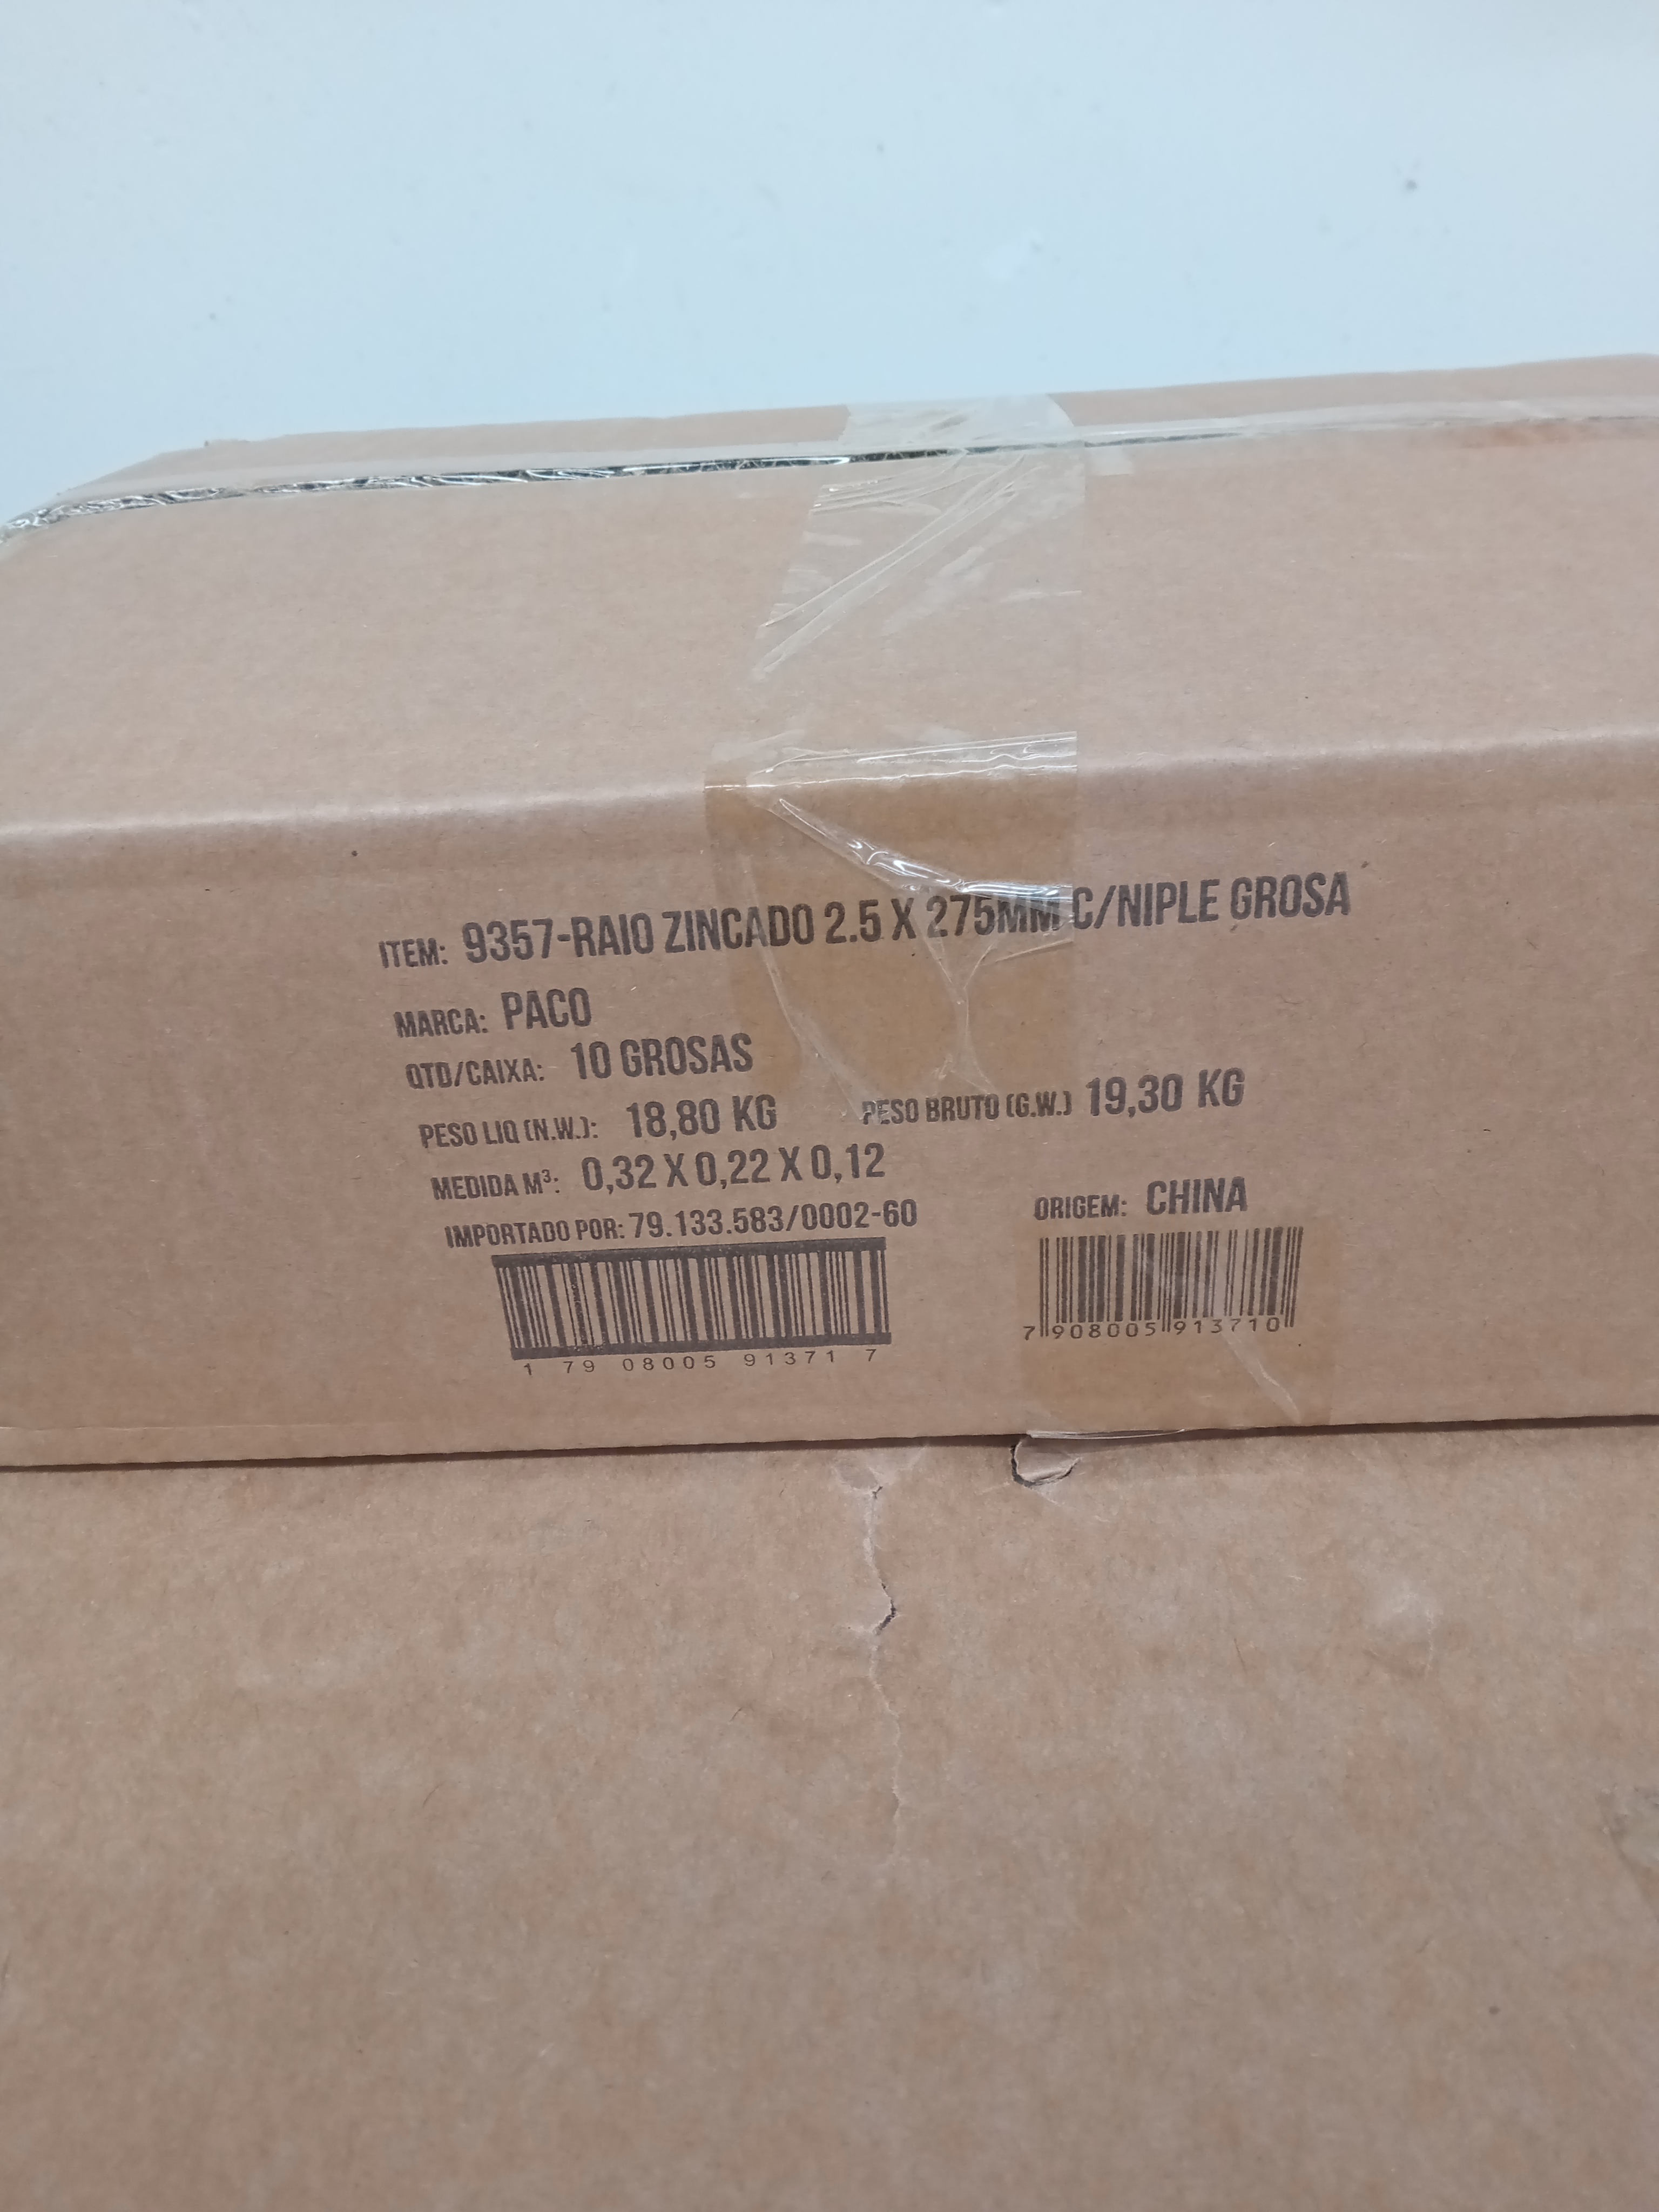 ITEM: 9357-RAIO ZINCADO 2.5 X 275MM C/NIPLE GROSA
MARCA: PACO
QTD/CAIXA: 10 GROSAS
PESO LIQ (N.W.): 18,80 KG PESO BRUTO (G.W.) 19,30 KG
MEDIDA M³: 0,32 X 0,22 X 0,12
IMPORTADO POR: 79.133.583/0002-60 ORIGEM: CHINA
1 79 08005 91371 7
7 908005 913710